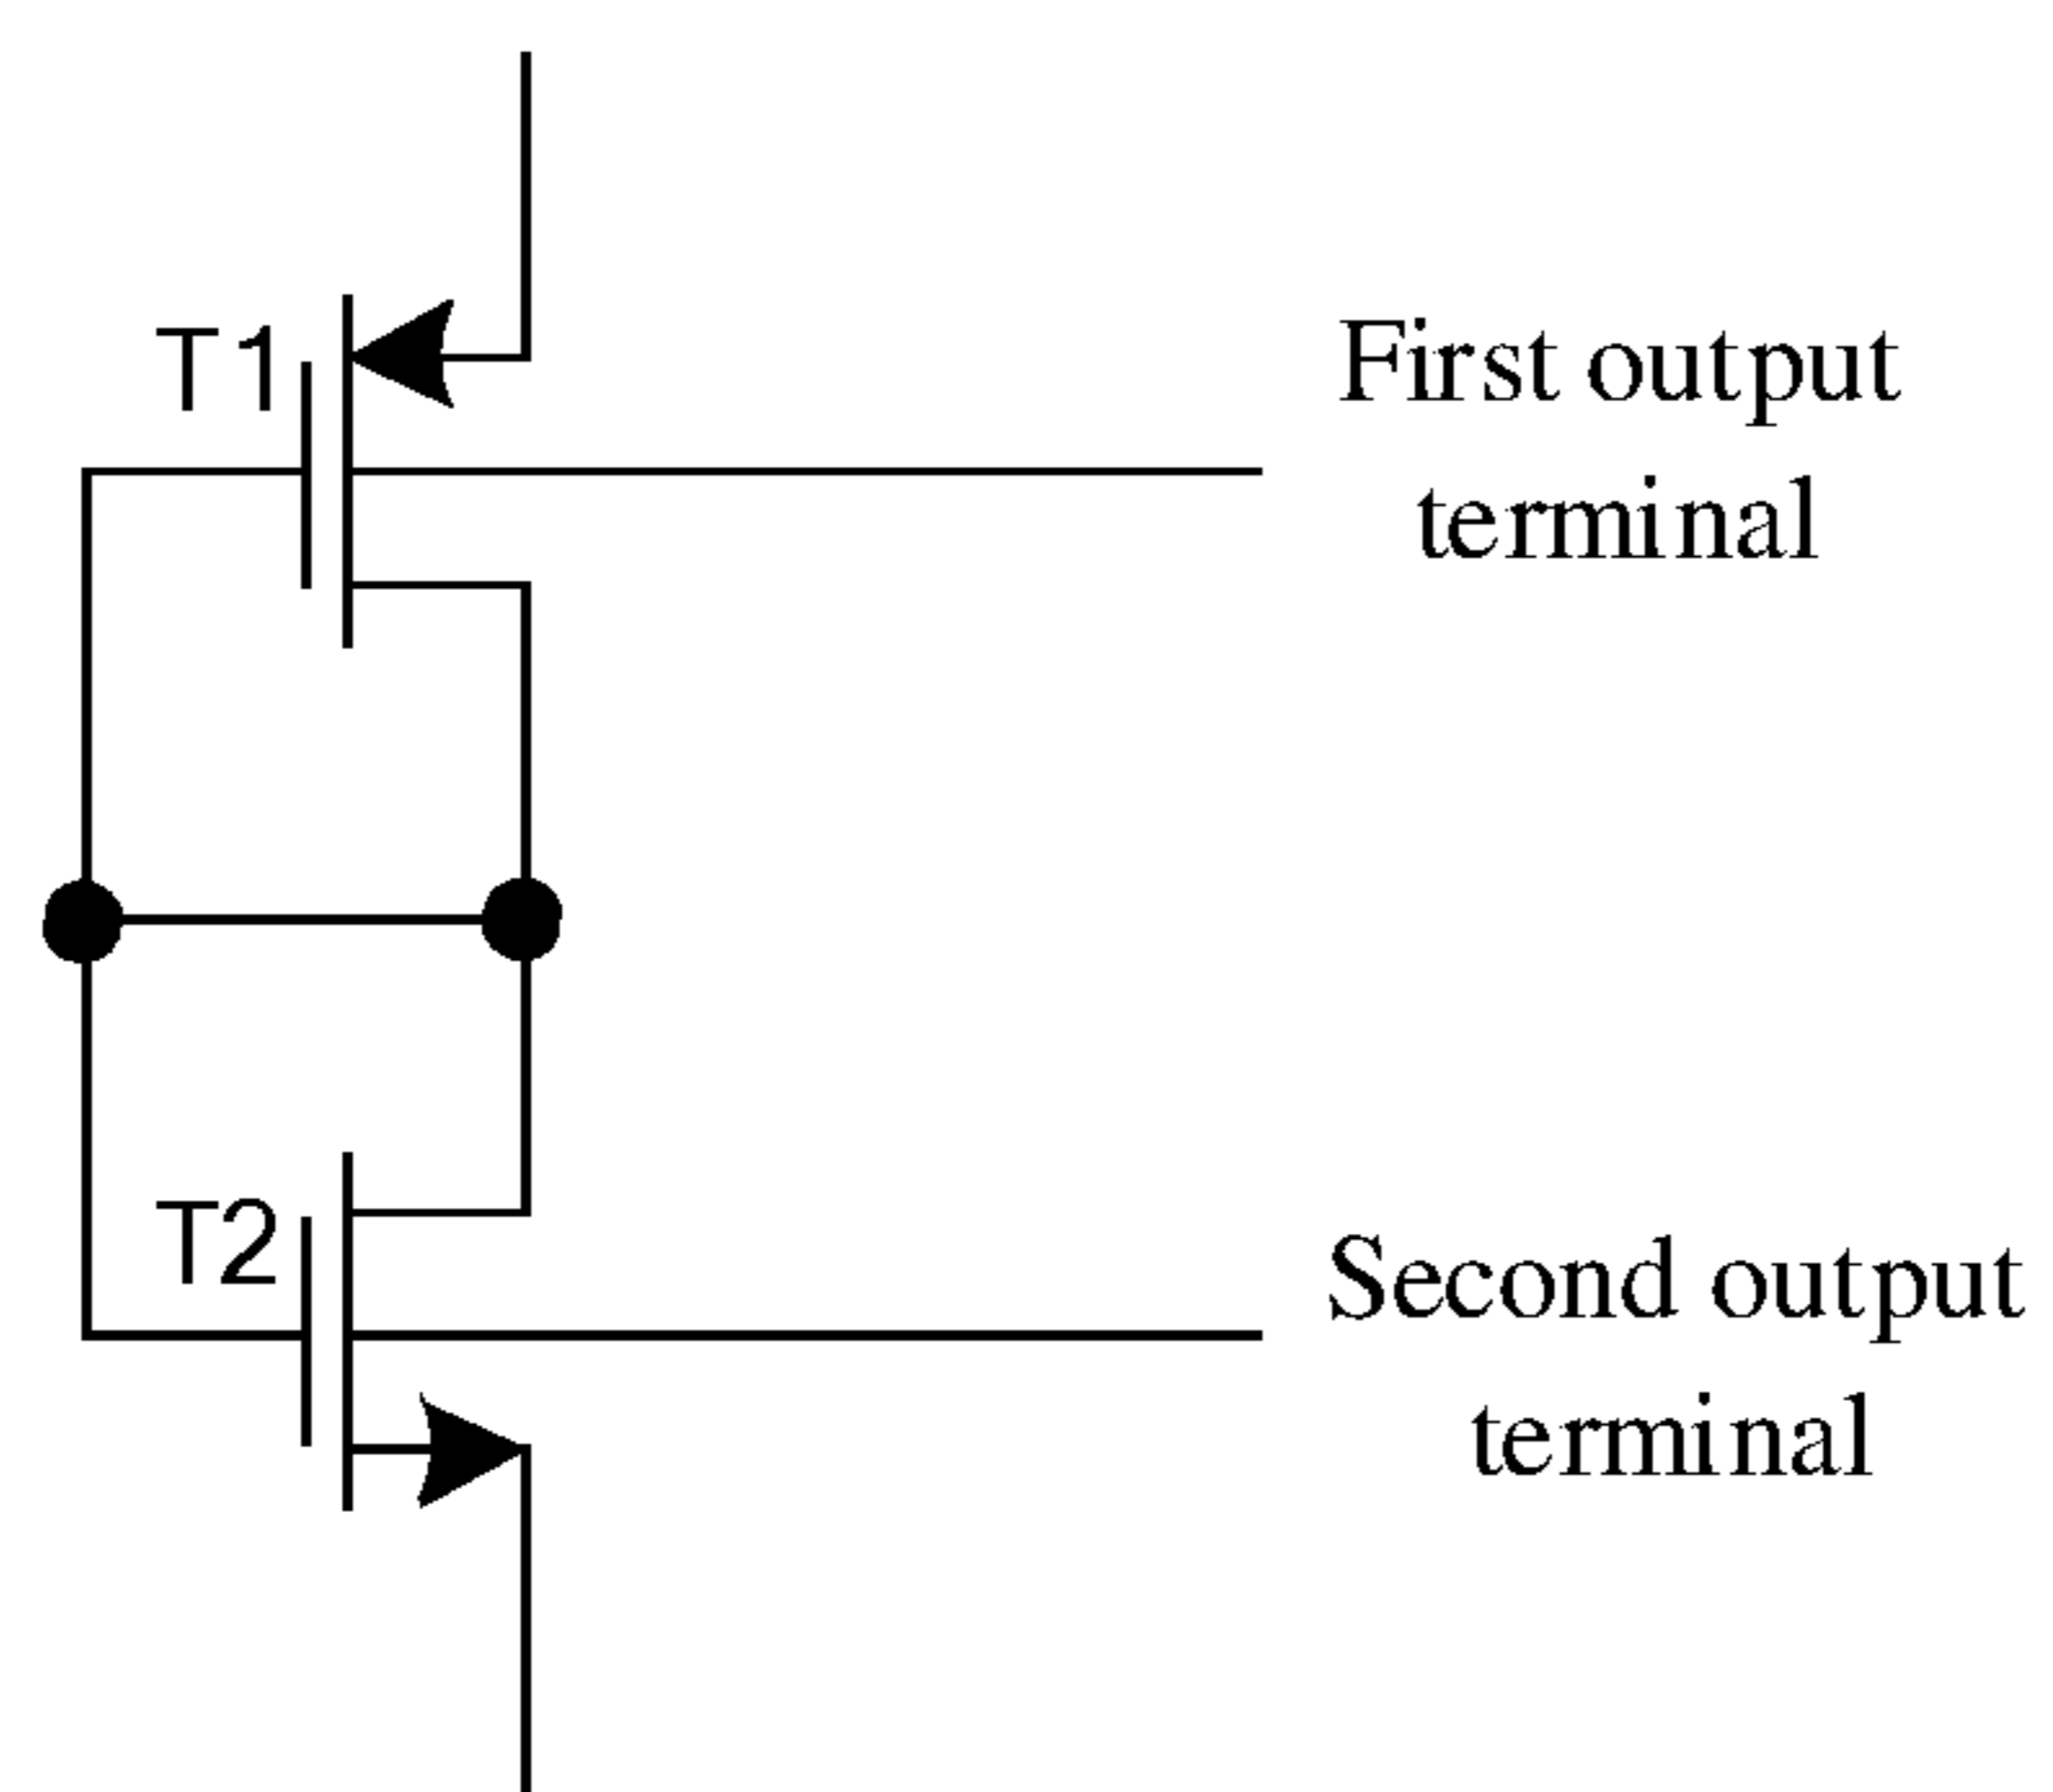 T1
First output
terminal
T2
Second output
terminal